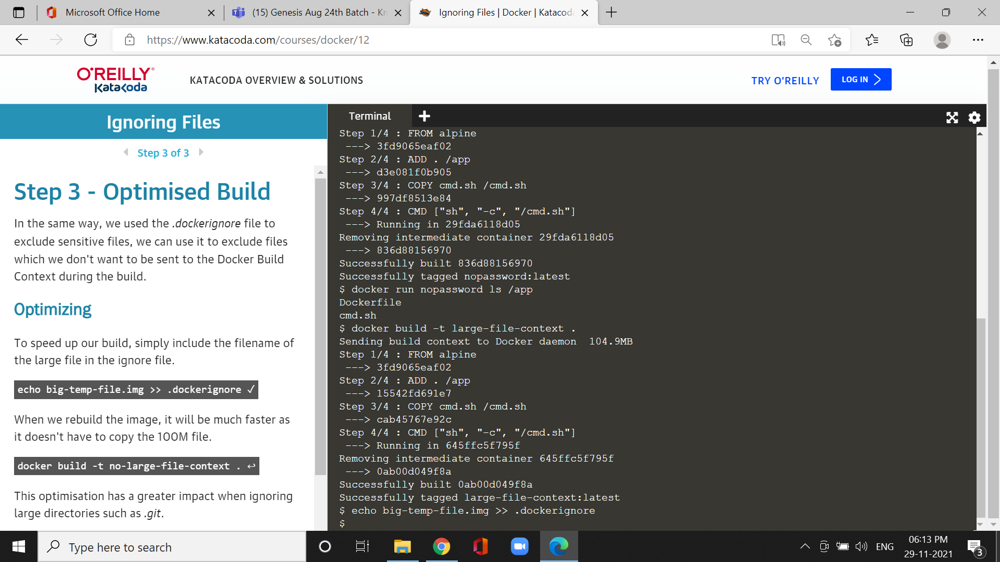 Microsoft Office Home
(15) Genesis Aug 24th Batch - Kn
Ignoring Files | Docker | Katacoda
https://www.katacoda.com/courses/docker/12
O'REILLY®
Katacoda
KATACODA OVERVIEW & SOLUTIONS
TRY O'REILLY
LOG IN
Ignoring Files
Step 3 of 3
Step 3 - Optimised Build
In the same way, we used the .dockerignore file to
exclude sensitive files, we can use it to exclude files
which we don't want to be sent to the Docker Build
Context during the build.
Optimizing
To speed up our build, simply include the filename of
the large file in the ignore file.
echo big-temp-file.img >> .dockerignore ✓
When we rebuild the image, it will be much faster as
it doesn't have to copy the 100M file.
docker build -t no-large-file-context . ↩
This optimisation has a greater impact when ignoring
large directories such as .git.
Terminal
Step 1/4 : FROM alpine
---> 3fd9065eaf02
Step 2/4 : ADD . /app
---> d3e081f0b905
Step 3/4 : COPY cmd.sh /cmd.sh
---> 997df8513e84
Step 4/4 : CMD ["sh", "-c", "/cmd.sh"]
---> Running in 29fda6118d05
Removing intermediate container 29fda6118d05
---> 836d88156970
Successfully built 836d88156970
Successfully tagged nopassword:latest
$ docker run nopassword ls /app
Dockerfile
cmd.sh
$ docker build -t large-file-context .
Sending build context to Docker daemon  104.9MB
Step 1/4 : FROM alpine
---> 3fd9065eaf02
Step 2/4 : ADD . /app
---> 15542fd691e7
Step 3/4 : COPY cmd.sh /cmd.sh
---> cab45767e92c
Step 4/4 : CMD ["sh", "-c", "/cmd.sh"]
---> Running in 645ffc5f795f
Removing intermediate container 645ffc5f795f
---> 0ab00d049f8a
Successfully built 0ab00d049f8a
Successfully tagged large-file-context:latest
$ echo big-temp-file.img >> .dockerignore
$
Type here to search
ENG
06:13 PM
29-11-2021
3